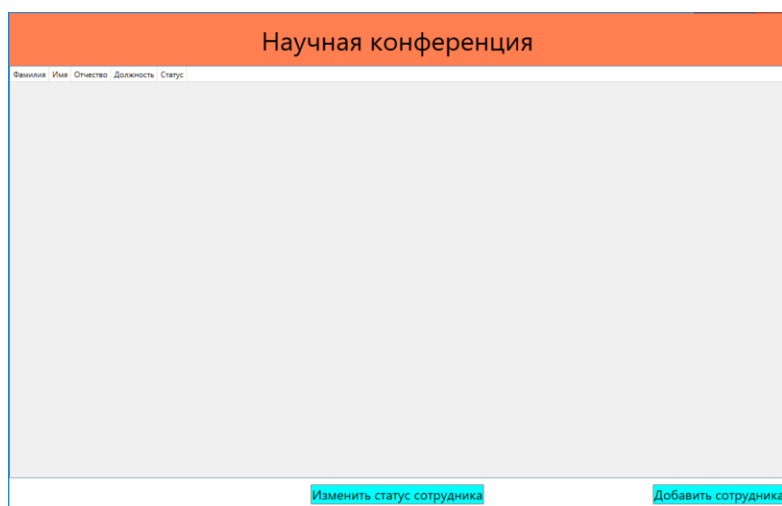 Научная конференция
Фамилия Имя Отчество Должность Статус
Изменить статус сотрудника Добавить сотрудника